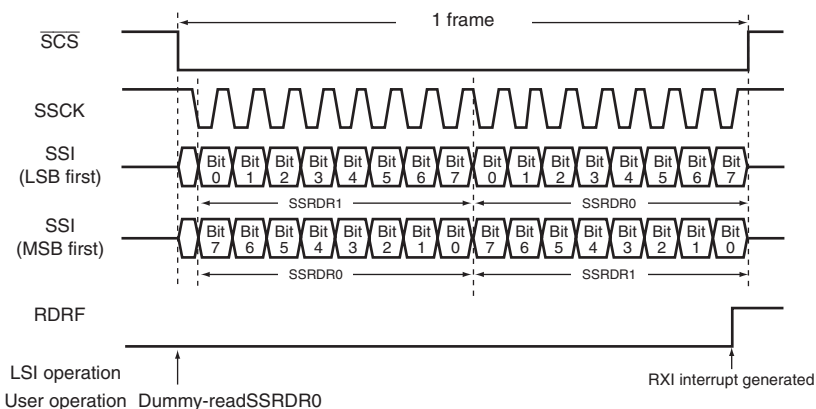 1 frame
SCS
SSCK
SSI
(LSB first)
Bit 0 Bit 1 Bit 2 Bit 3 Bit 4 Bit 5 Bit 6 Bit 7 Bit 0 Bit 1 Bit 2 Bit 3 Bit 4 Bit 5 Bit 6 Bit 7
SSRDR1 SSRDR0
SSI
(MSB first)
Bit 7 Bit 6 Bit 5 Bit 4 Bit 3 Bit 2 Bit 1 Bit 0 Bit 7 Bit 6 Bit 5 Bit 4 Bit 3 Bit 2 Bit 1 Bit 0
SSRDR0 SSRDR1
RDRF
LSI operation
RXI interrupt generated
User operation Dummy-readSSRDR0